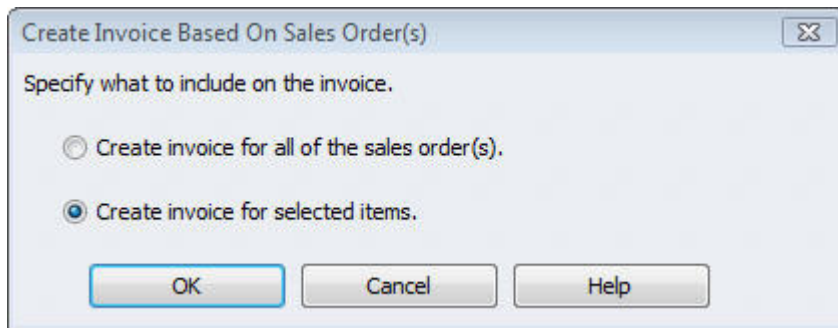 Create Invoice Based On Sales Order(s)
Specify what to include on the invoice.
Create invoice for all of the sales order(s).
Create invoice for selected items.
OK Cancel Help